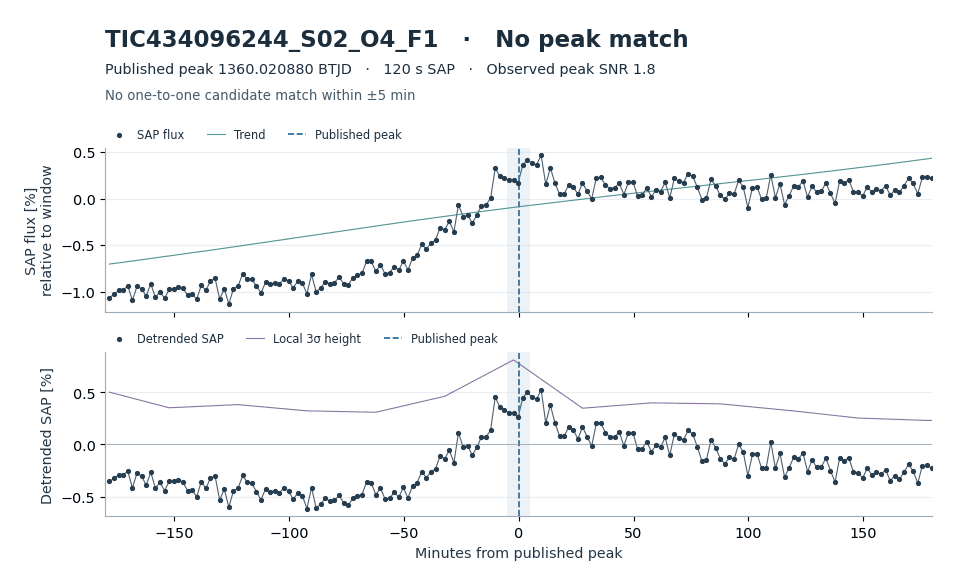 TIC434096244_S02_O4_F1 · No peak match
Published peak 1360.020880 BTJD · 120 s SAP · Observed peak SNR 1.8
No one-to-one candidate match within ±5 min
SAP flux Trend Published peak
SAP flux [%]
relative to window
0.5
0.0
−0.5
−1.0
Detrended SAP Local 3σ height Published peak
Detrended SAP [%]
0.5
0.0
−0.5
−150 −100 −50 0 50 100 150
Minutes from published peak